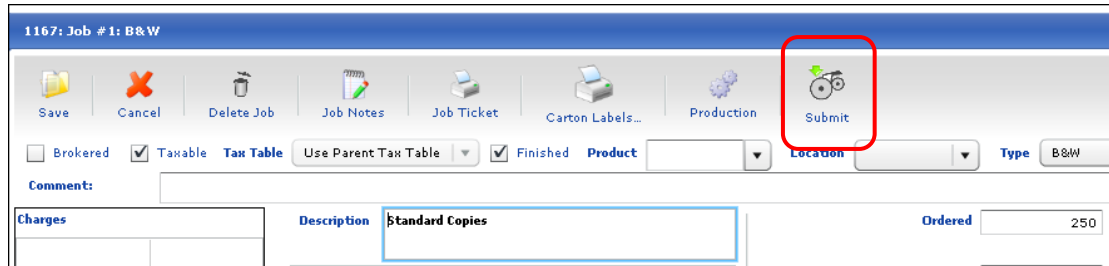 1167: Job #1: B&W
Save Cancel Delete Job Job Notes Job Ticket Carton Labels... Production Submit
Brokered Taxable Tax Table Use Parent Tax Table Finished Product Location Type B&W
Comment:
Charges Description Standard Copies Ordered 250